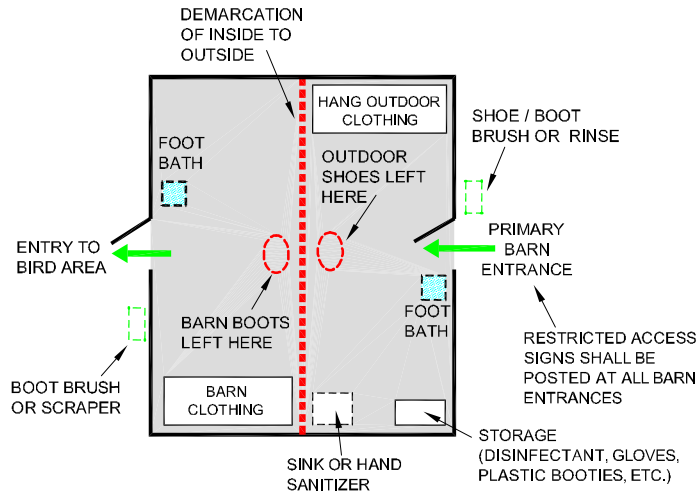 DEMARCATION
OF INSIDE TO
OUTSIDE
HANG OUTDOOR
CLOTHING
SHOE / BOOT
BRUSH OR RINSE
FOOT
BATH
OUTDOOR
SHOES LEFT
HERE
ENTRY TO
BIRD AREA
PRIMARY
BARN
ENTRANCE
BARN BOOTS
LEFT HERE
FOOT
BATH
RESTRICTED ACCESS
SIGNS SHALL BE
POSTED AT ALL BARN
ENTRANCES
BOOT BRUSH
OR SCRAPER
BARN
CLOTHING
SINK OR HAND
SANITIZER
STORAGE
(DISINFECTANT, GLOVES,
PLASTIC BOOTIES, ETC.)